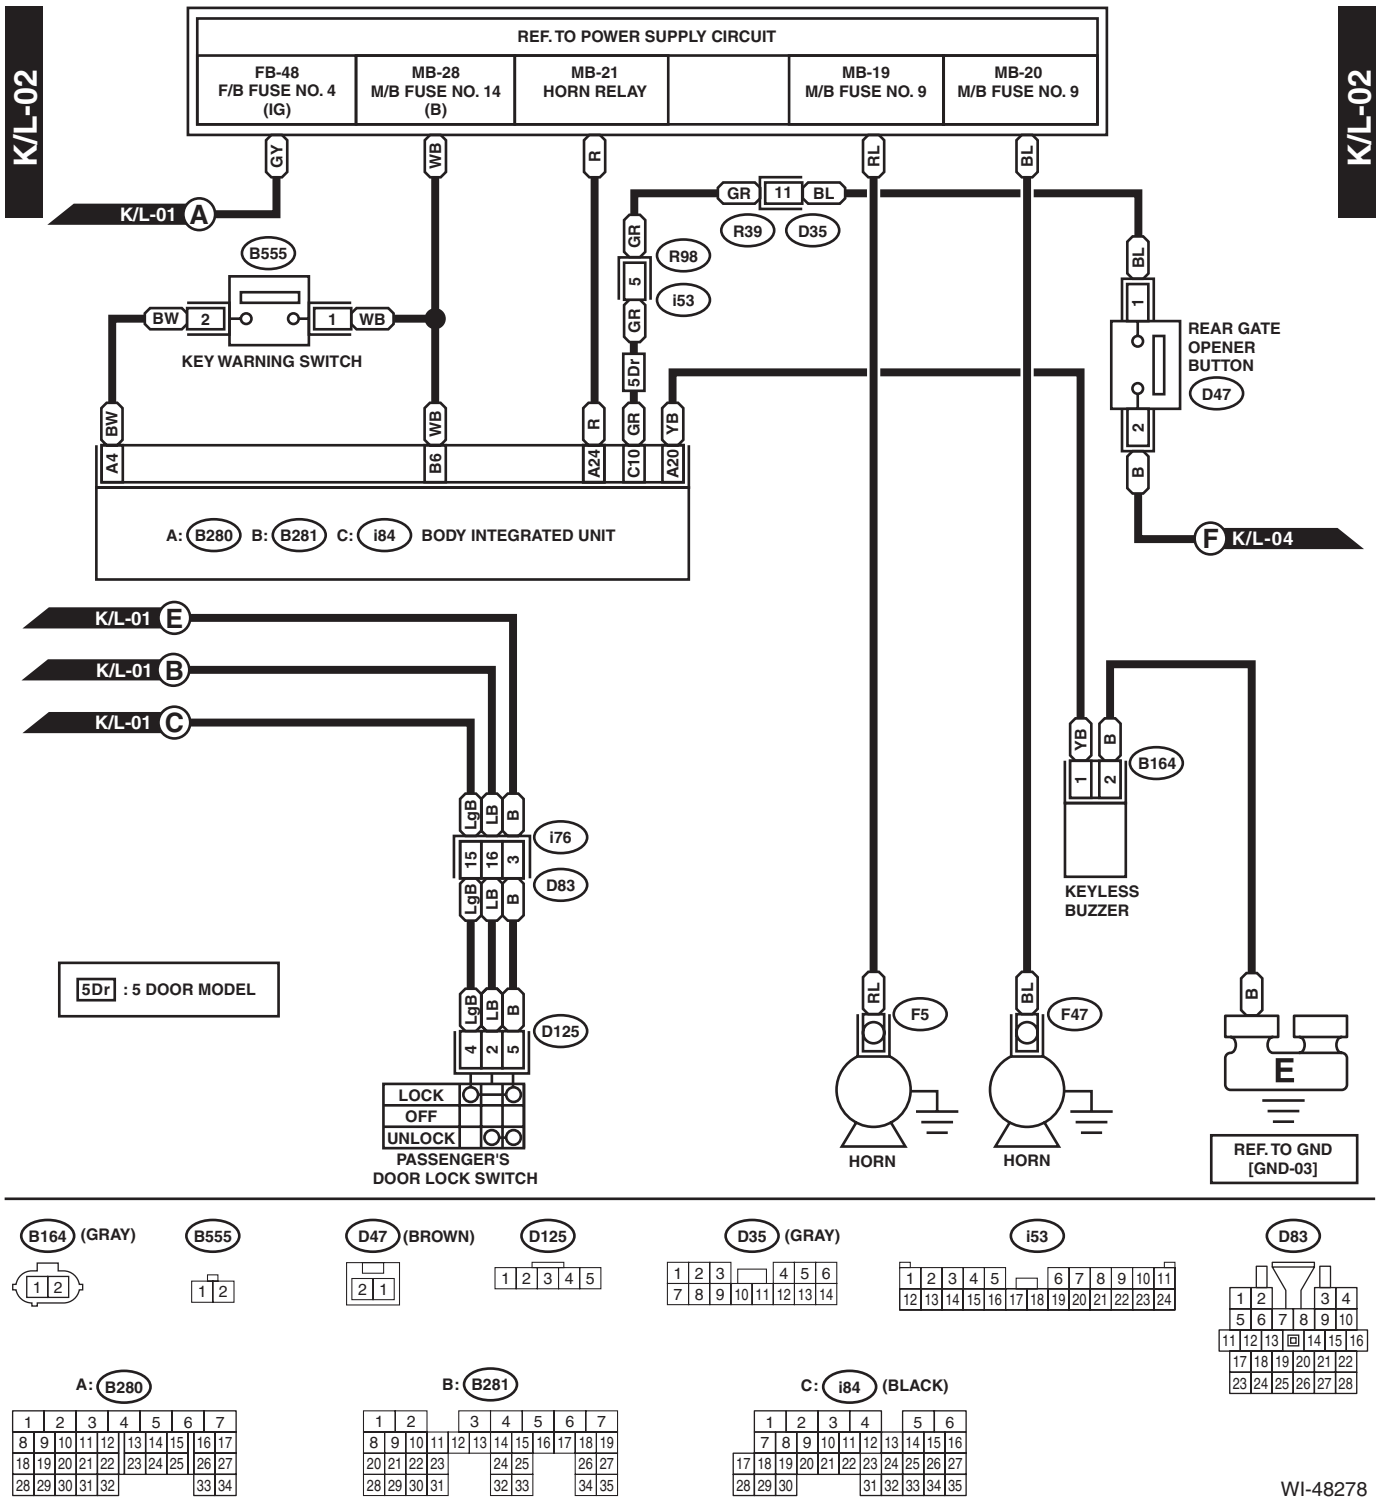 K/L-02
K/L-02
REF. TO POWER SUPPLY CIRCUIT
FB-48
F/B FUSE NO. 4
(IG)
MB-28
M/B FUSE NO. 14
(B)
MB-21
HORN RELAY
MB-19
M/B FUSE NO. 9
MB-20
M/B FUSE NO. 9
GY
WB
R
RL
BL
K/L-01 A
GR 11 BL
R39 D35
B555
GR
R98
5
i53
GR
BL
1
BW 2
1 WB
KEY WARNING SWITCH
REAR GATE
OPENER
BUTTON
D47
5Dr
2
BW
WB
R
GR
YB
A4
B6
A24
C10
A20
B
A: B280 B: B281 C: i84 BODY INTEGRATED UNIT
F K/L-04
K/L-01 E
K/L-01 B
K/L-01 C
YB B
1 2
B164
KEYLESS
BUZZER
LgB LB B
i76
15 16 3
D83
LgB LB B
5Dr : 5 DOOR MODEL
LgB LB B
D125
4 2 5
LOCK
OFF
UNLOCK
PASSENGER'S
DOOR LOCK SWITCH
RL
F5
HORN
BL
F47
HORN
B
E
REF. TO GND
[GND-03]
B164 (GRAY)
1 2
B555
1 2
D47 (BROWN)
2 1
D125
1 2 3 4 5
D35 (GRAY)
1 2 3 4 5 6
7 8 9 10 11 12 13 14
i53
1 2 3 4 5 6 7 8 9 10 11
12 13 14 15 16 17 18 19 20 21 22 23 24
D83
1 2 3 4
5 6 7 8 9 10
11 12 13 14 15 16
17 18 19 20 21 22
23 24 25 26 27 28
A: B280
1 2 3 4 5 6 7
8 9 10 11 12 13 14 15 16 17
18 19 20 21 22 23 24 25 26 27
28 29 30 31 32 33 34
B: B281
1 2 3 4 5 6 7
8 9 10 11 12 13 14 15 16 17 18 19
20 21 22 23 24 25 26 27
28 29 30 31 32 33 34 35
C: i84 (BLACK)
1 2 3 4 5 6
7 8 9 10 11 12 13 14 15 16
17 18 19 20 21 22 23 24 25 26 27
28 29 30 31 32 33 34 35
WI-48278